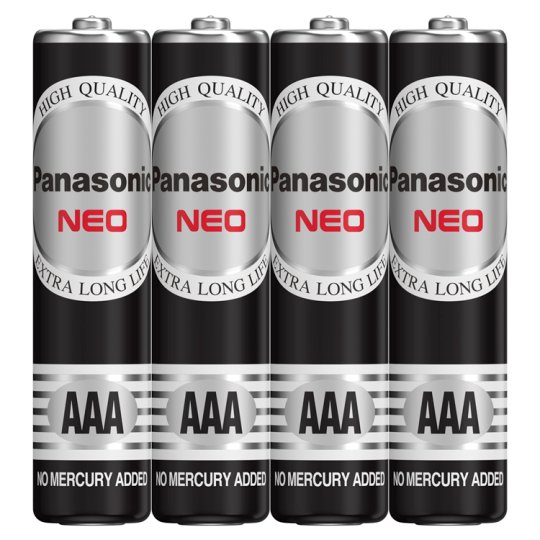 HIGH QUALITY HIGH QUALITY HIGH QUALITY HIGH QUALITY
Panasonic Panasonic Panasonic Panasonic
NEO NEO NEO NEO
EXTRA LONG LIFE EXTRA LONG LIFE EXTRA LONG LIFE EXTRA LONG LIFE
AAA AAA AAA AAA
NO MERCURY ADDED NO MERCURY ADDED NO MERCURY ADDED NO MERCURY ADDED